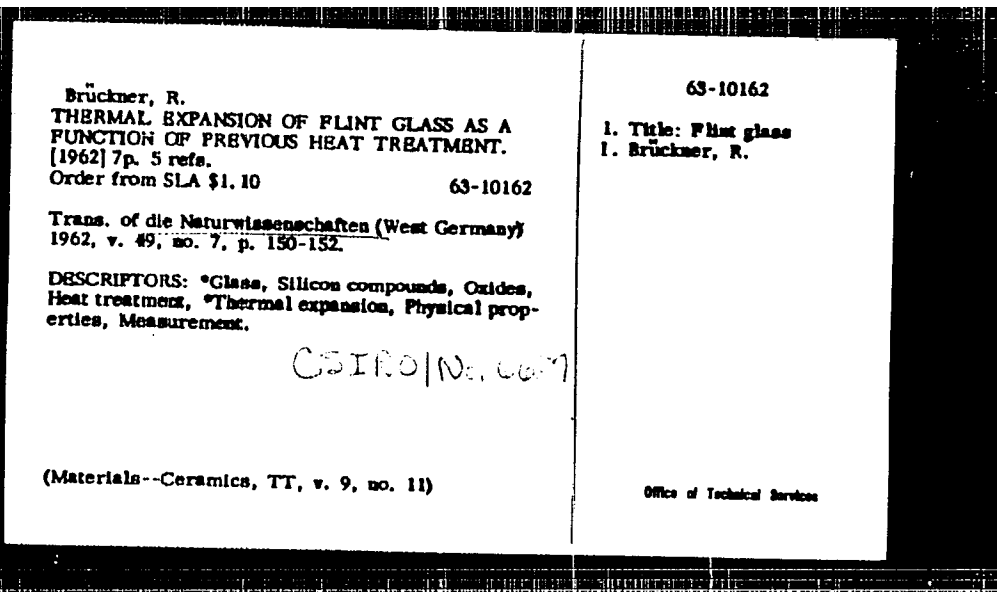 Brückner, R.
THERMAL EXPANSION OF FLINT GLASS AS A
FUNCTION OF PREVIOUS HEAT TREATMENT.
[1962] 7p. 5 refs.
Order from SLA $1.10 63-10162
Trans. of die Naturwissenschaften (West Germany)
1962, v. 49, no. 7, p. 150-152.
DESCRIPTORS: *Glass, Silicon compounds, Oxides,
Heat treatment, *Thermal expansion, Physical prop-
erties, Measurement.
CSIRO/No.
(Materials--Ceramics, TT, v. 9, no. 11)
63-10162
1. Title: Flint glass
1. Brückner, R.
Office of Technical Services